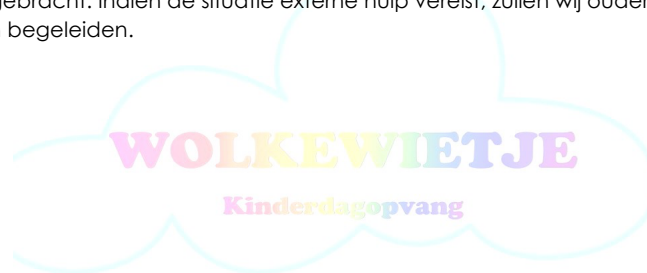 gebracht. Indien de situatie externe hulp vereist, zullen wij ouder
begeleiden.
WOLKEWIETJE
Kinderdagopvang